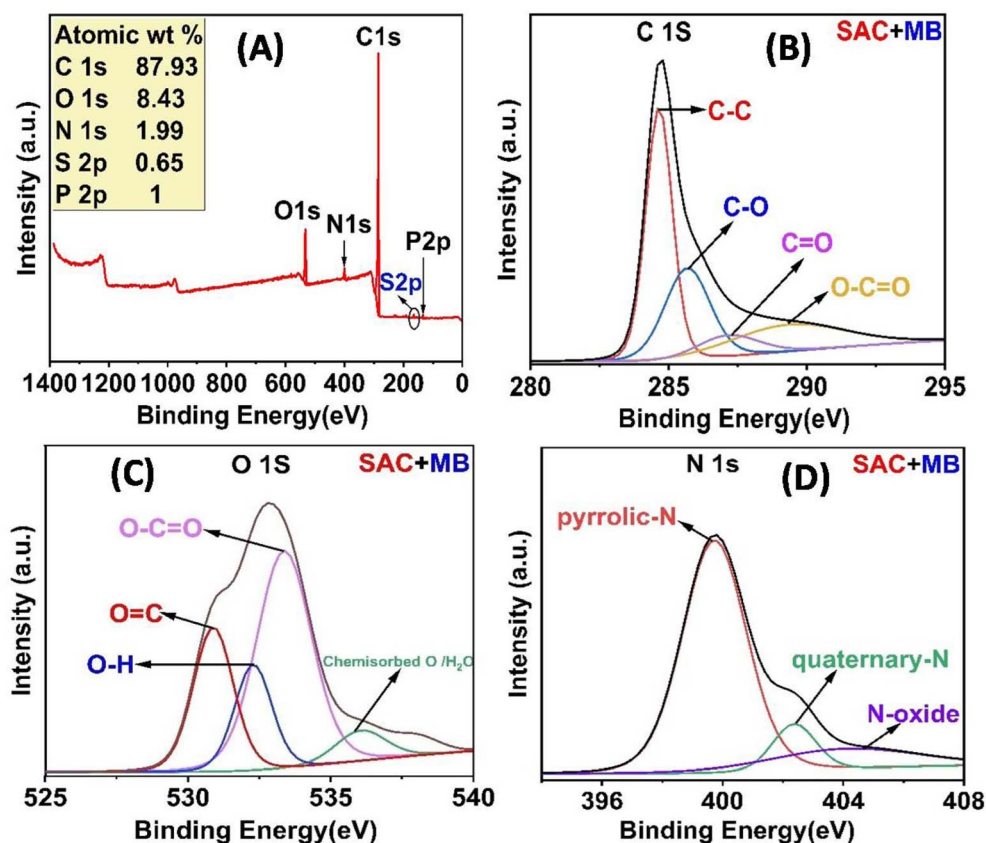 Atomic wt %
C 1s 87.93
O 1s 8.43
N 1s 1.99
S 2p 0.65
P 2p 1
(A)
C1s
O1s
N1s
P2p
S2p
Intensity (a.u.)
1400 1200 1000 800 600 400 200 0
Binding Energy(eV)
C 1S
(B)
SAC+MB
C-C
C-O
C=O
O-C=O
Intensity (a.u.)
280 285 290 295
Binding Energy(eV)
(C)
O 1S
SAC+MB
O-C=O
O=C
O-H
Chemisorbed O /H₂O
Intensity (a.u.)
525 530 535 540
Binding Energy(eV)
N 1s
SAC+MB
(D)
pyrrolic-N
quaternary-N
N-oxide
Intensity (a.u.)
396 400 404 408
Binding Energy(eV)